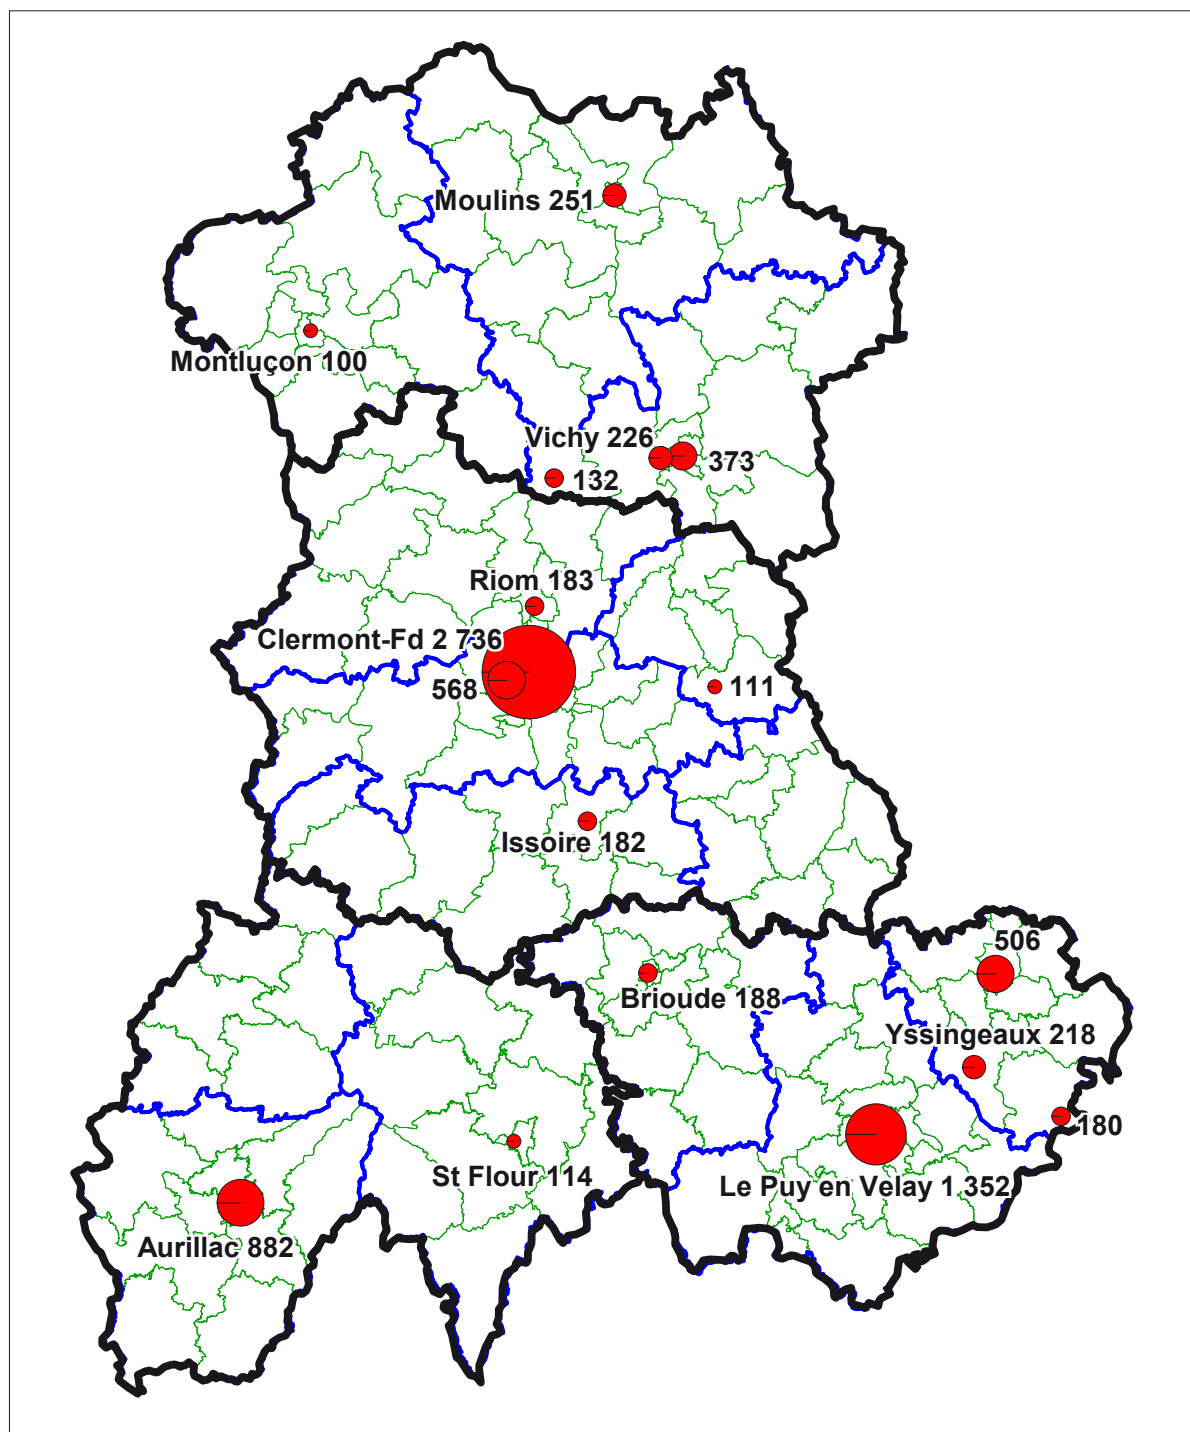 Moulins 251
Montluçon 100
Vichy 226
373
132
Riom 183
Clermont-Fd 2 736
568
111
Issoire 182
506
Brioude 188
Yssingeaux 218
180
St Flour 114
Le Puy en Velay 1 352
Aurillac 882